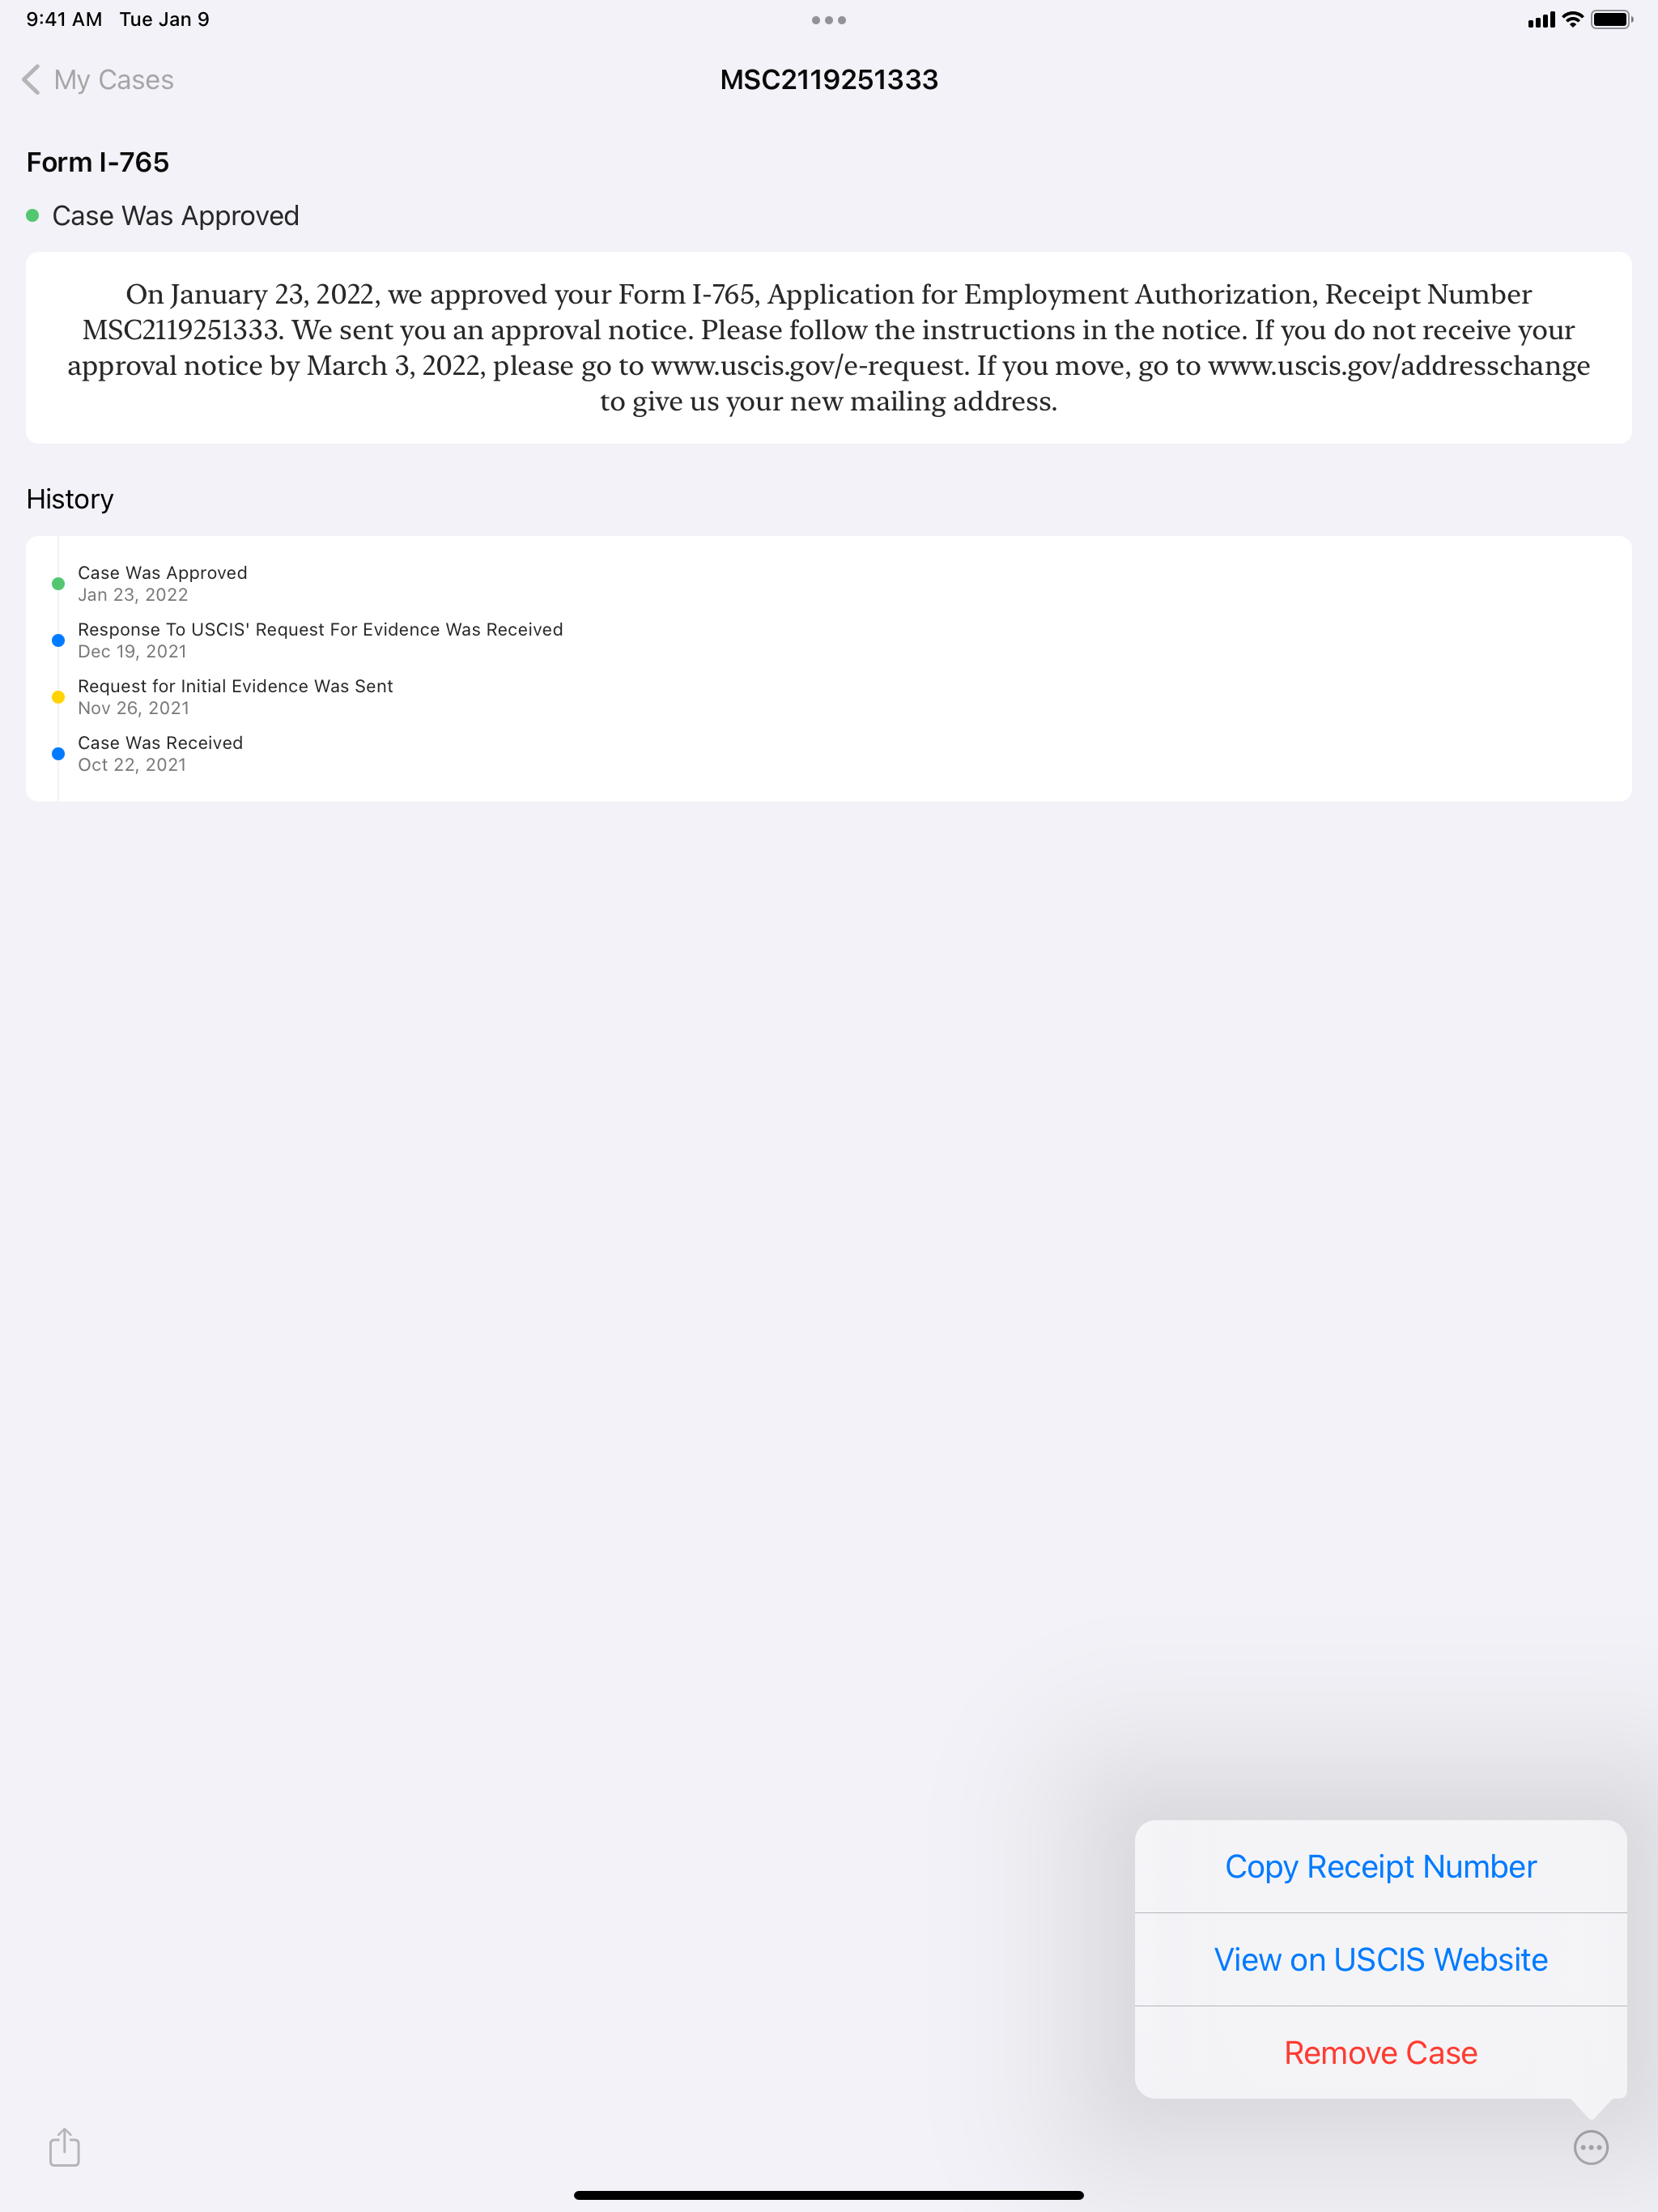 9:41 AM Tue Jan 9
My Cases
MSC2119251333
Form I-765
Case Was Approved
On January 23, 2022, we approved your Form I-765, Application for Employment Authorization, Receipt Number
MSC2119251333. We sent you an approval notice. Please follow the instructions in the notice. If you do not receive your
approval notice by March 3, 2022, please go to www.uscis.gov/e-request. If you move, go to www.uscis.gov/addresschange
to give us your new mailing address.
History
Case Was Approved
Jan 23, 2022
Response To USCIS' Request For Evidence Was Received
Dec 19, 2021
Request for Initial Evidence Was Sent
Nov 26, 2021
Case Was Received
Oct 22, 2021
Copy Receipt Number
View on USCIS Website
Remove Case